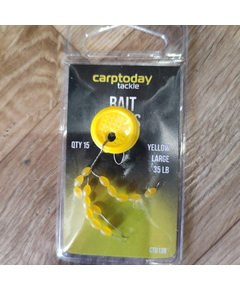 carptoday
tackle
BAIT
QTY 15
YELLOW
LARGE
35 LB